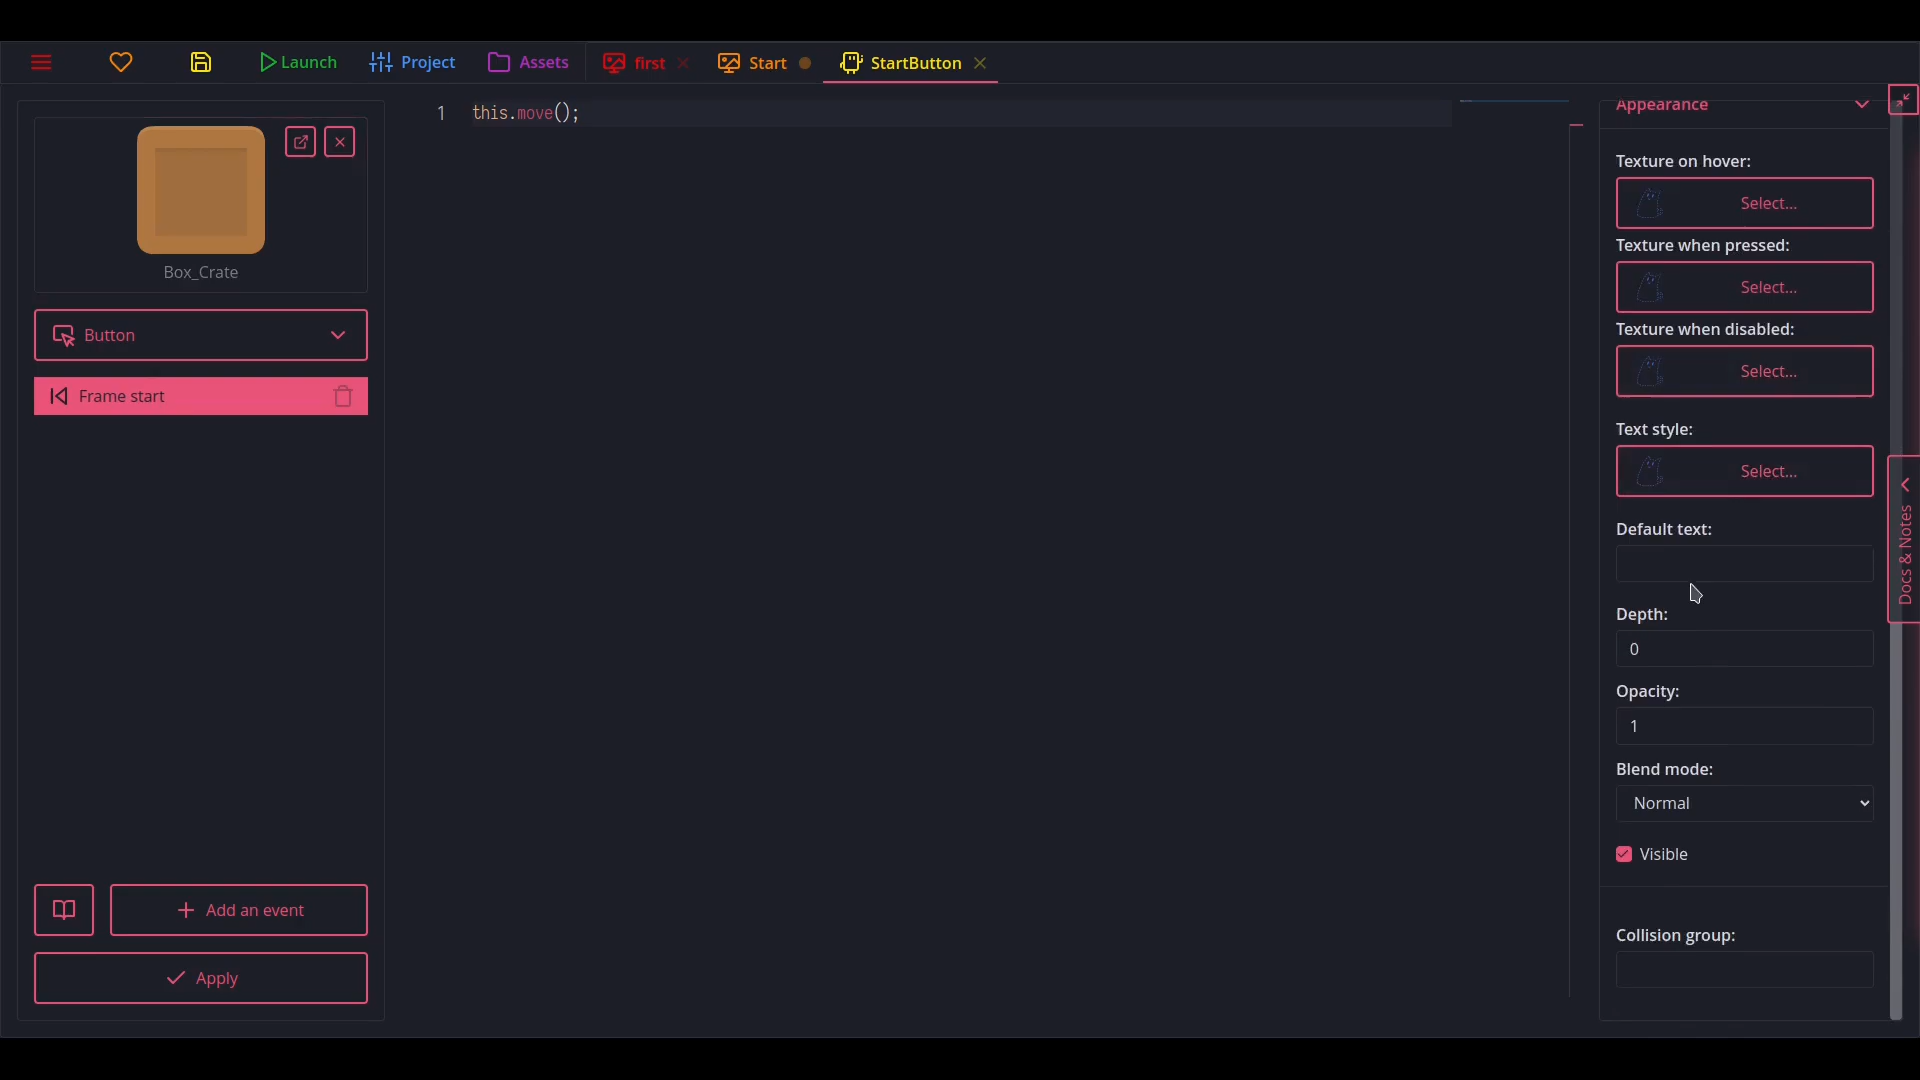 Launch Project Assets first Start StartButton
Box_Crate
Button
Frame start
Add an event
Apply
1 this.move();
Appearance
Texture on hover:
Select...
Texture when pressed:
Select...
Texture when disabled:
Select...
Text style:
Select...
Default text:
Depth:
0
Opacity:
1
Blend mode:
Normal
Visible
Collision group:
Docs & Notes